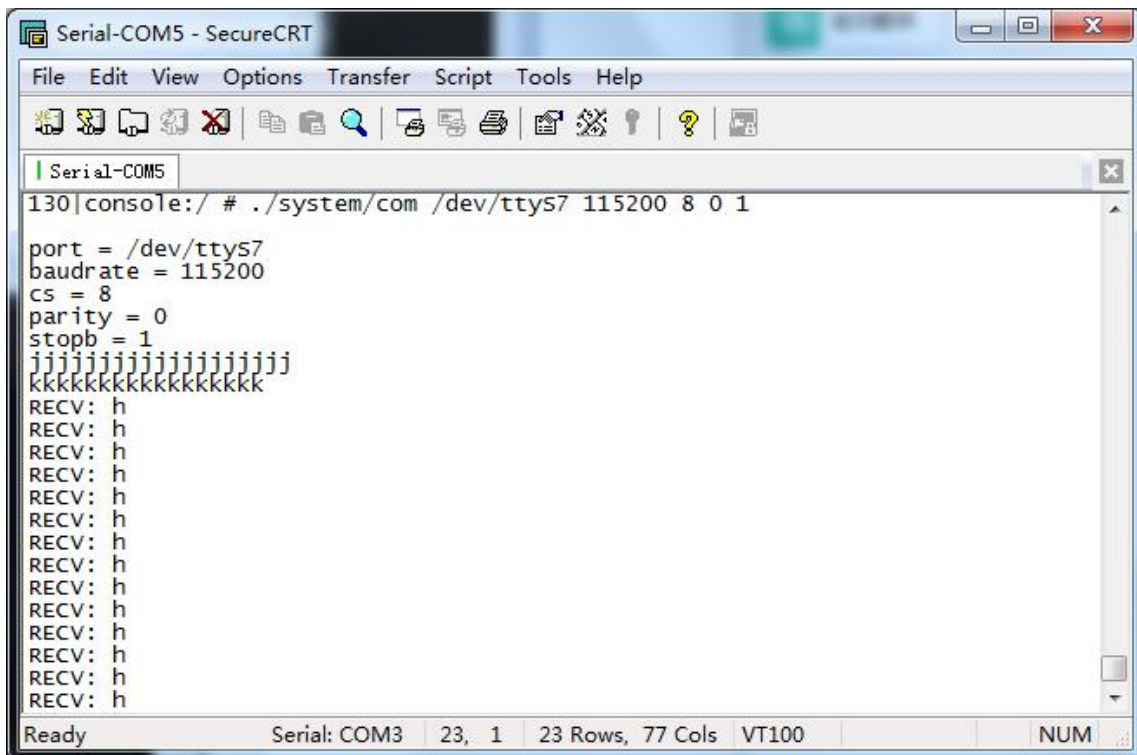 Serial-COM5 - SecureCRT
File Edit View Options Transfer Script Tools Help
Serial-COM5
130|console:/ # ./system/com /dev/ttyS7 115200 8 0 1
port = /dev/ttyS7
baudrate = 115200
cs = 8
parity = 0
stopb = 1
jjjjjjjjjjjjjjjjjjj
kkkkkkkkkkkkkkkkk
RECV: h
RECV: h
RECV: h
RECV: h
RECV: h
RECV: h
RECV: h
RECV: h
RECV: h
RECV: h
RECV: h
RECV: h
RECV: h
RECV: h
Ready Serial: COM3 23, 1 23 Rows, 77 Cols VT100 NUM